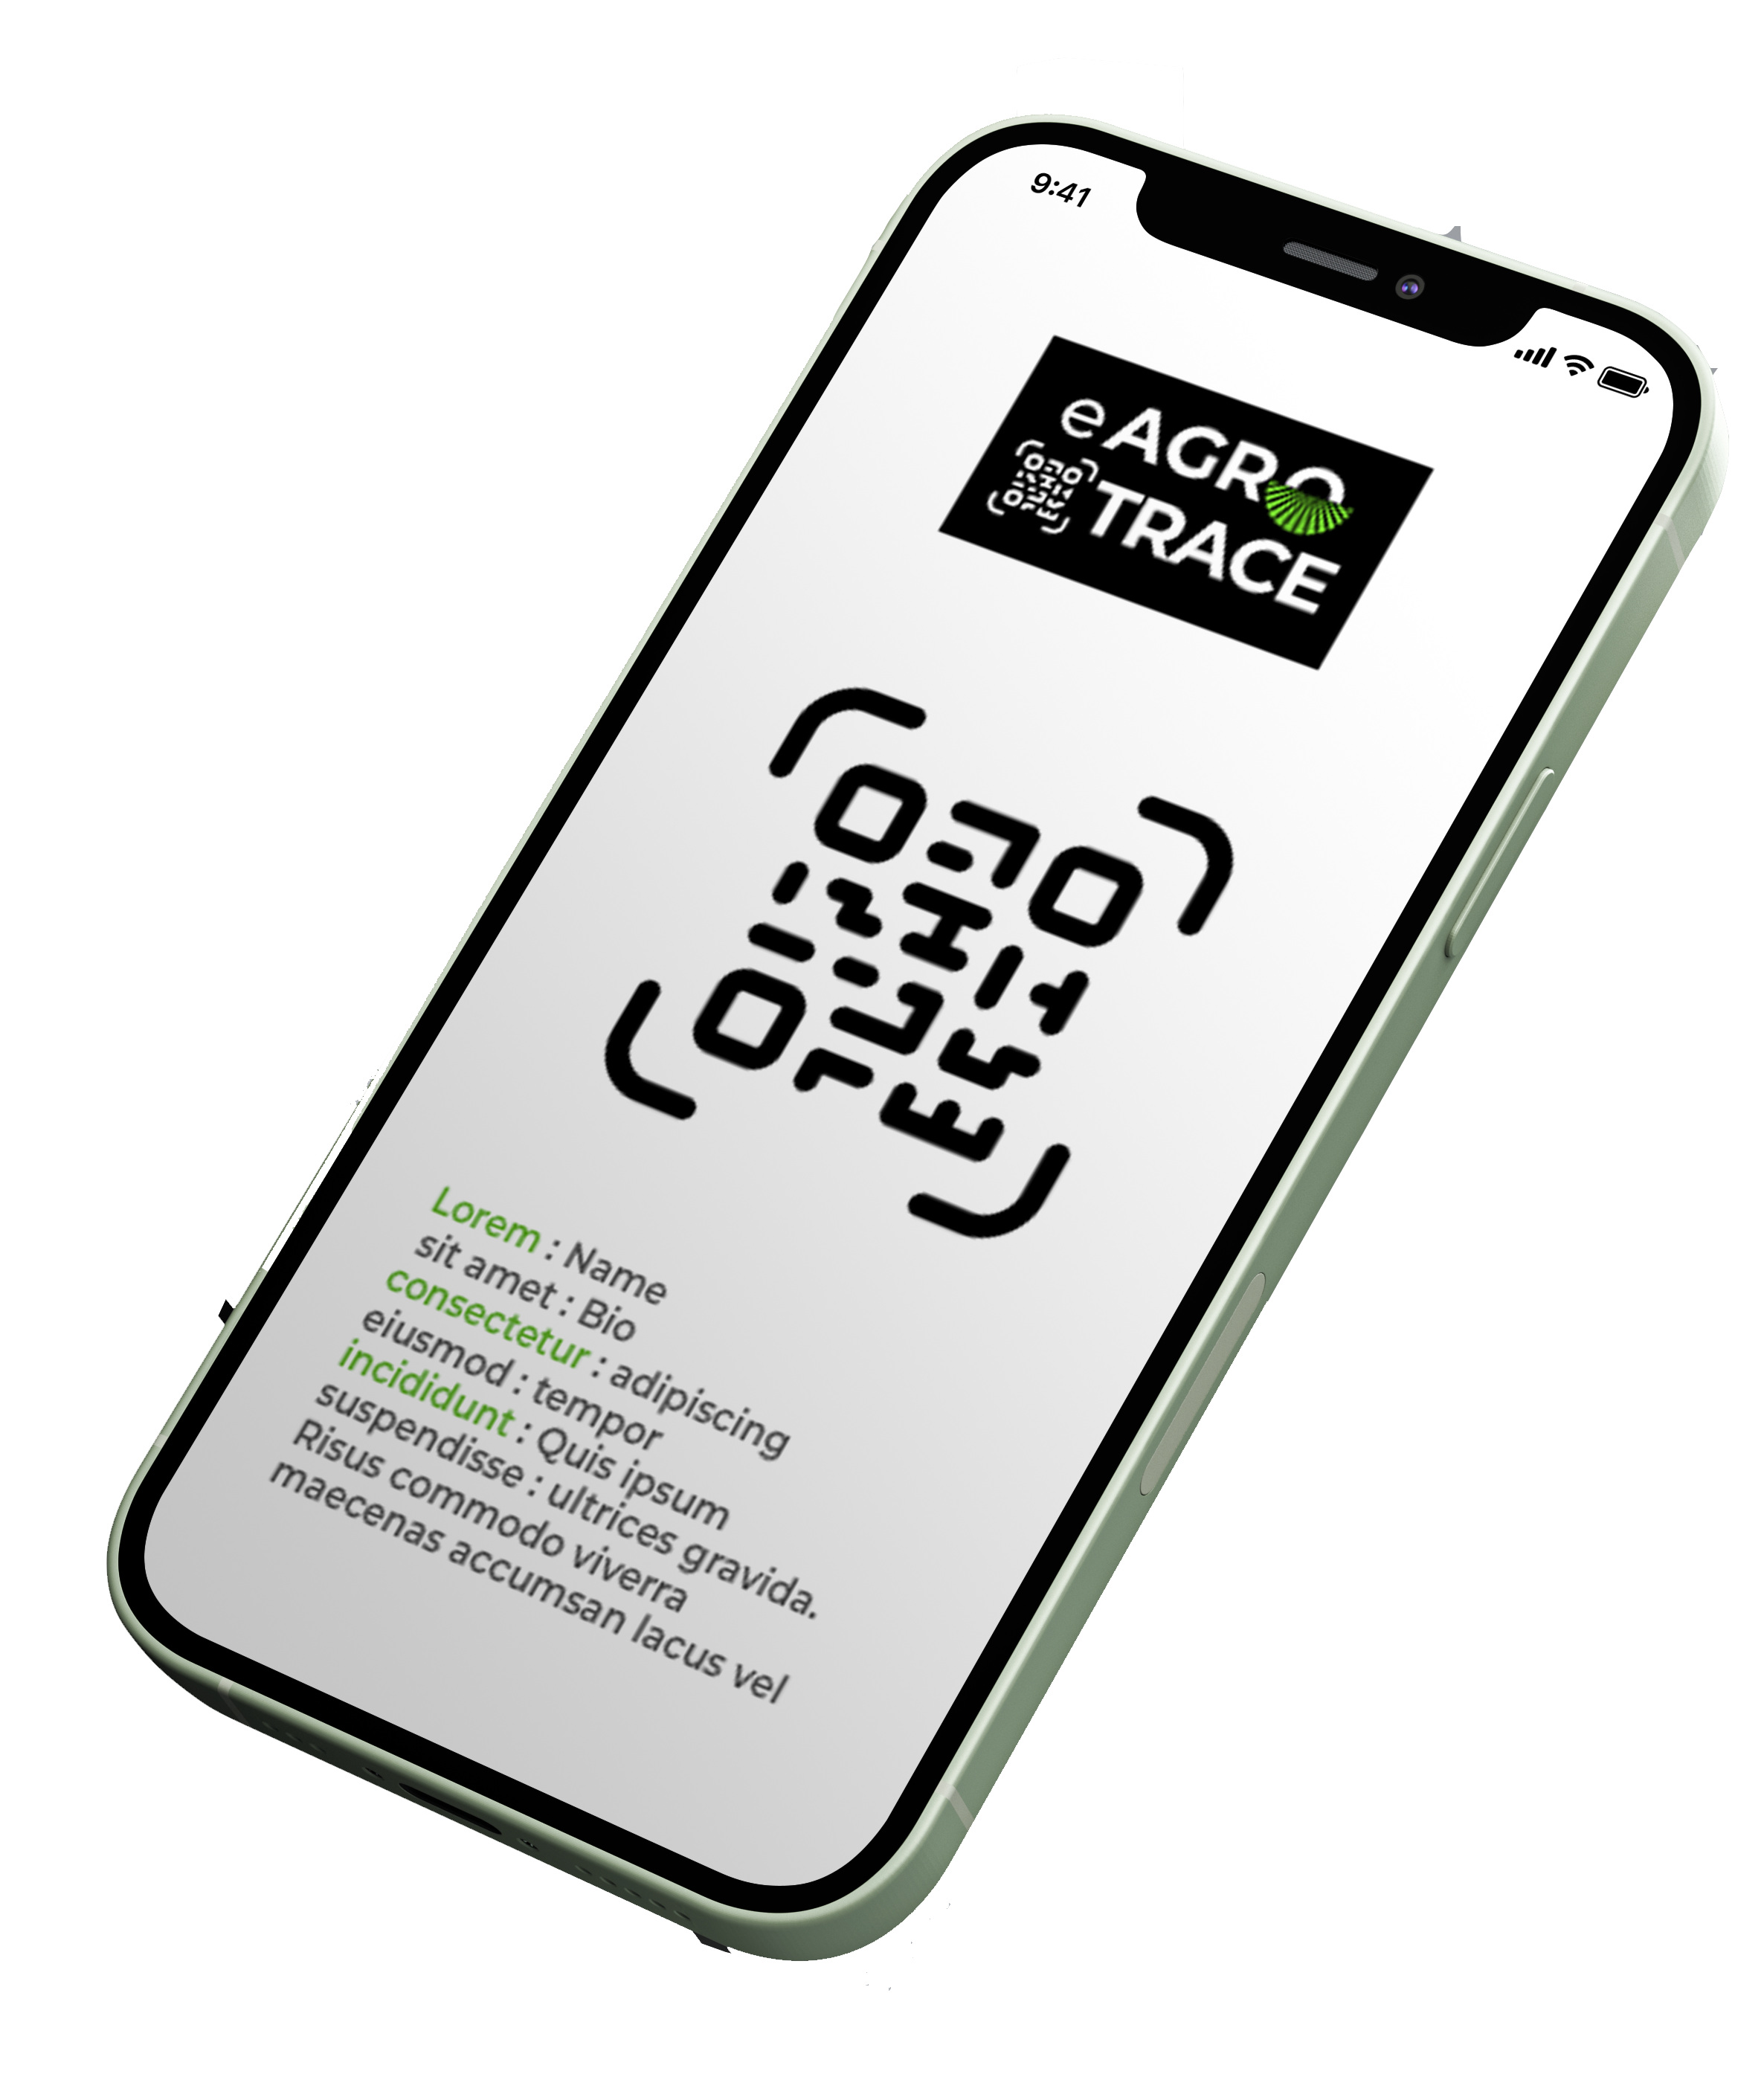 9:41
eAGRO
TRACE
Lorem : Name
sit amet : Bio
consectetur : adipiscing
eiusmod : tempor
incididunt : Quis ipsum
suspendisse : ultrices gravida.
Risus commodo viverra
maecenas accumsan lacus vel